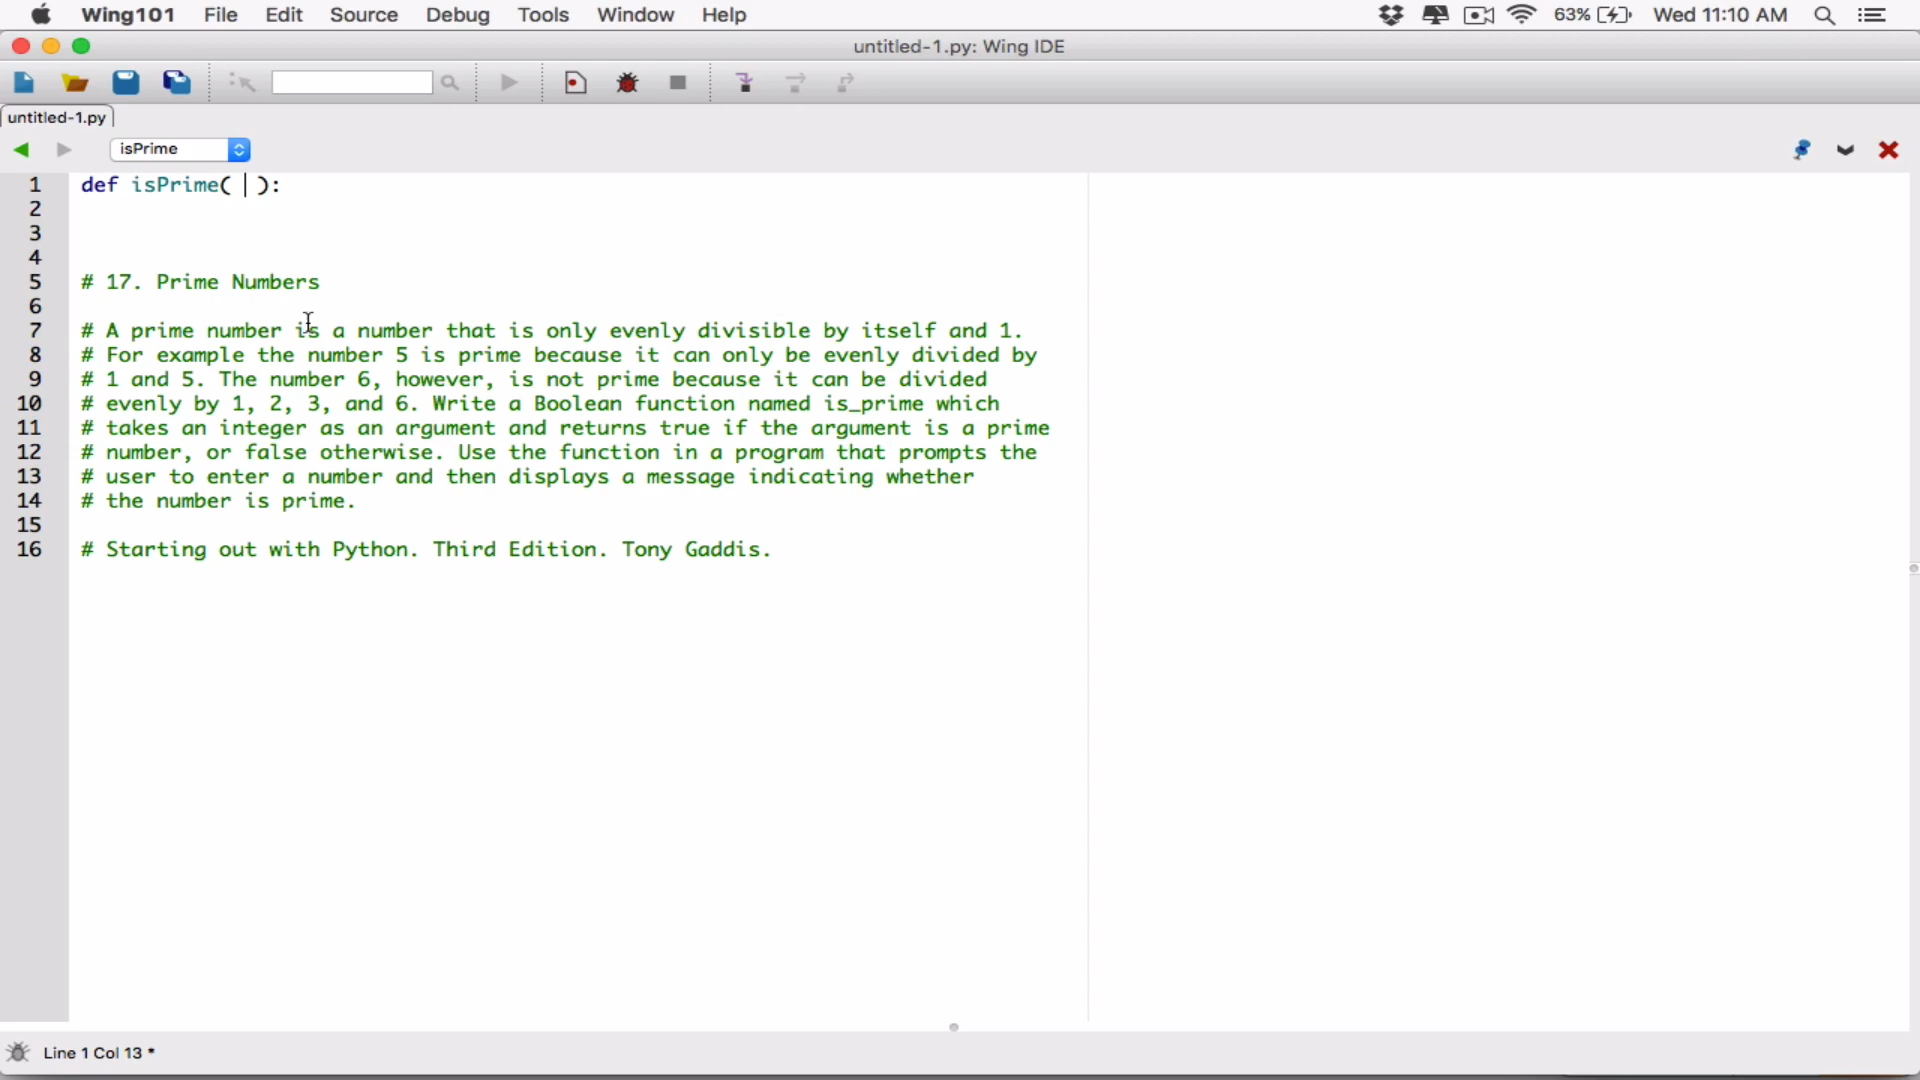 Wing101 File Edit Source Debug Tools Window Help 63% Wed 11:10 AM
untitled-1.py: Wing IDE
untitled-1.py
isPrime
1 def isPrime( ):
2
3
4
5 # 17. Prime Numbers
6
7 # A prime number is a number that is only evenly divisible by itself and 1.
8 # For example the number 5 is prime because it can only be evenly divided by
9 # 1 and 5. The number 6, however, is not prime because it can be divided
10 # evenly by 1, 2, 3, and 6. Write a Boolean function named is_prime which
11 # takes an integer as an argument and returns true if the argument is a prime
12 # number, or false otherwise. Use the function in a program that prompts the
13 # user to enter a number and then displays a message indicating whether
14 # the number is prime.
15
16 # Starting out with Python. Third Edition. Tony Gaddis.
Line 1 Col 13 *